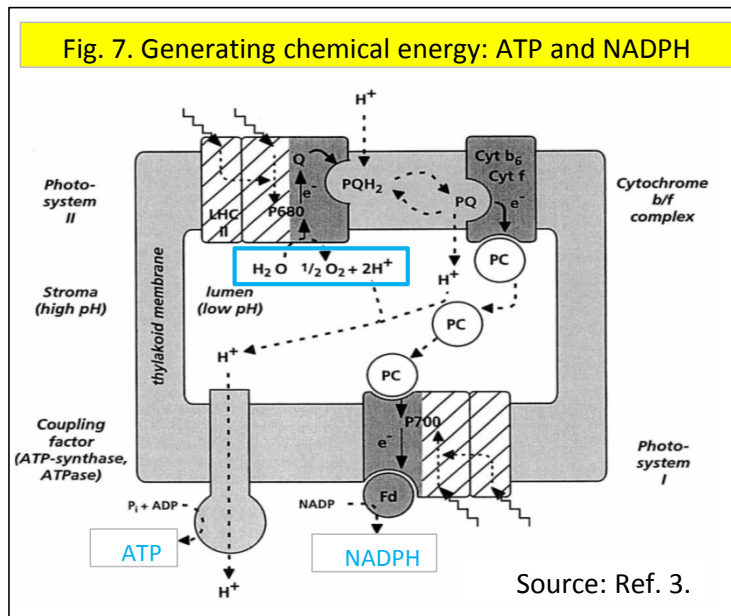 Fig. 7. Generating chemical energy: ATP and NADPH
H⁺
Photo-
system
II
LHC
II
P680
Q
e⁻
PQH₂
PQ
Cyt b₆
Cyt f
e⁻
Cytochrome
b/f
complex
PC
H₂O ½ O₂ + 2H⁺
H⁺
Stroma
(high pH)
thylakoid membrane
lumen
(low pH)
PC
H⁺
PC
Coupling
factor
(ATP-synthase,
ATPase)
P700
e⁻
Photo-
system
I
Pᵢ + ADP
NADP
Fd
ATP
NADPH
H⁺
Source: Ref. 3.